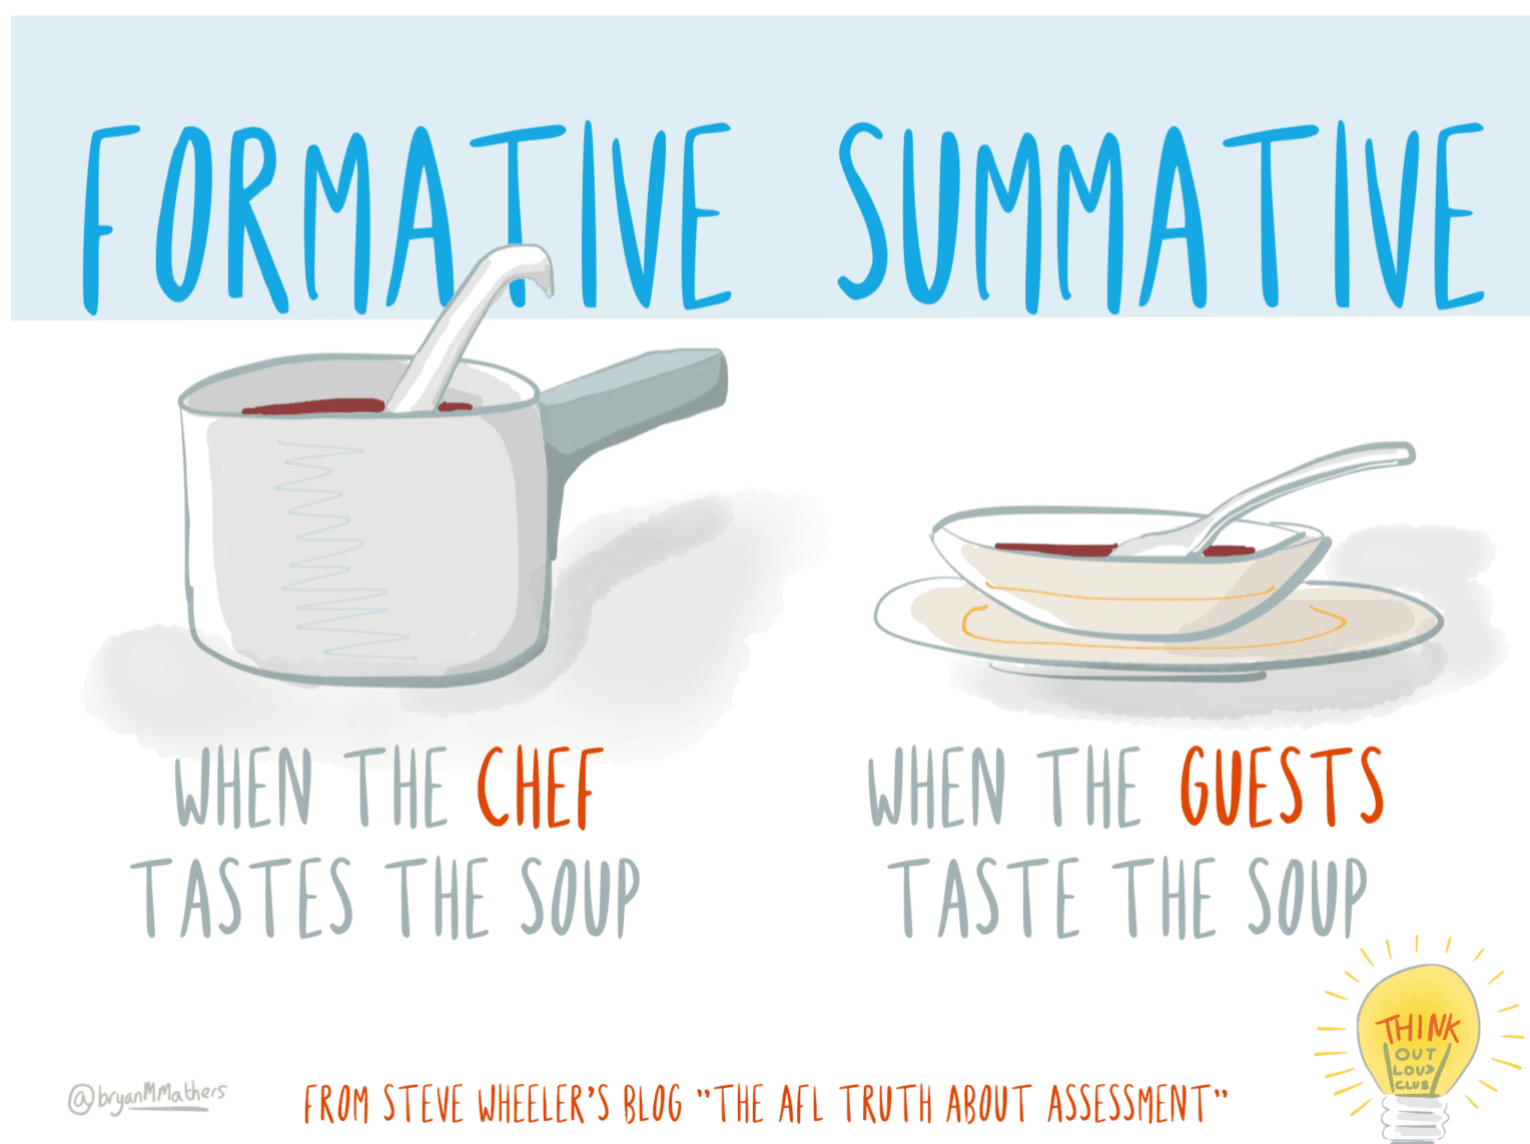 FORMATIVE
SUMMATIVE
WHEN THE CHEF
TASTES THE SOUP
WHEN THE GUESTS
TASTE THE SOUP
THINK
OUT
LOUD
CLUB
@bryanMMathers
FROM STEVE WHEELER'S BLOG "THE AFL TRUTH ABOUT ASSESSMENT"